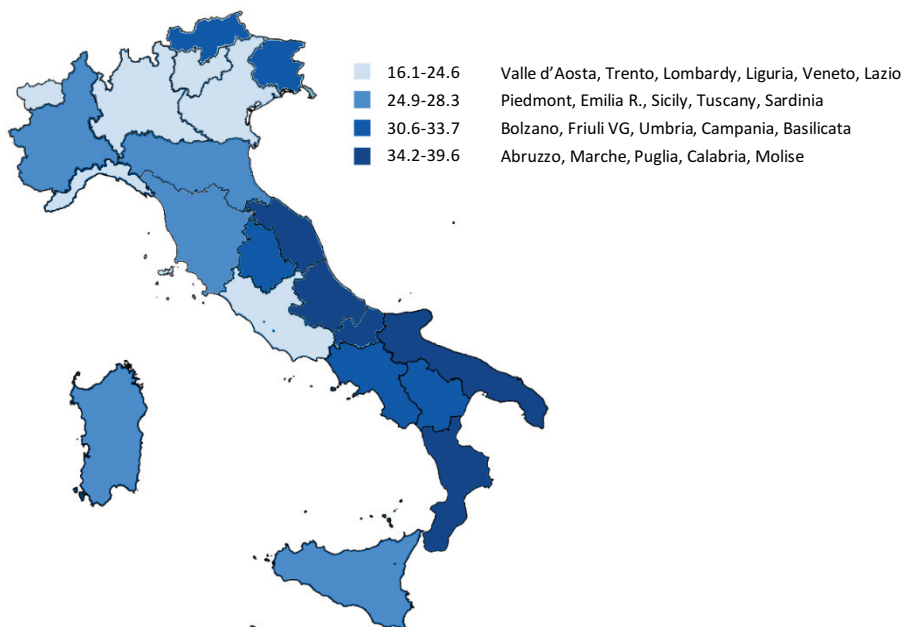 16.1-24.6 Valle d’Aosta, Trento, Lombardy, Liguria, Veneto, Lazio
24.9-28.3 Piedmont, Emilia R., Sicily, Tuscany, Sardinia
30.6-33.7 Bolzano, Friuli VG, Umbria, Campania, Basilicata
34.2-39.6 Abruzzo, Marche, Puglia, Calabria, Molise